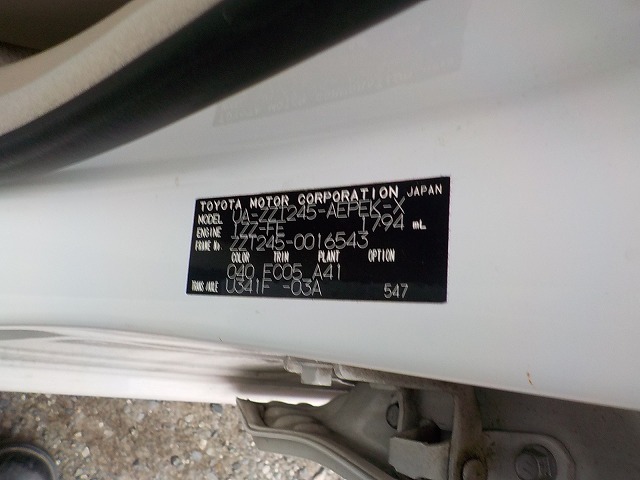 TOYOTA MOTOR CORPORATION JAPAN
MODEL UA-ZZT245-AEPEK-X
ENGINE 1ZZ-FE 1794 mL
FRAME No. ZZT245-0016543
COLOR TRIM PLANT OPTION
040 FC05 A41
TRANS/AXLE U341F -03A 547